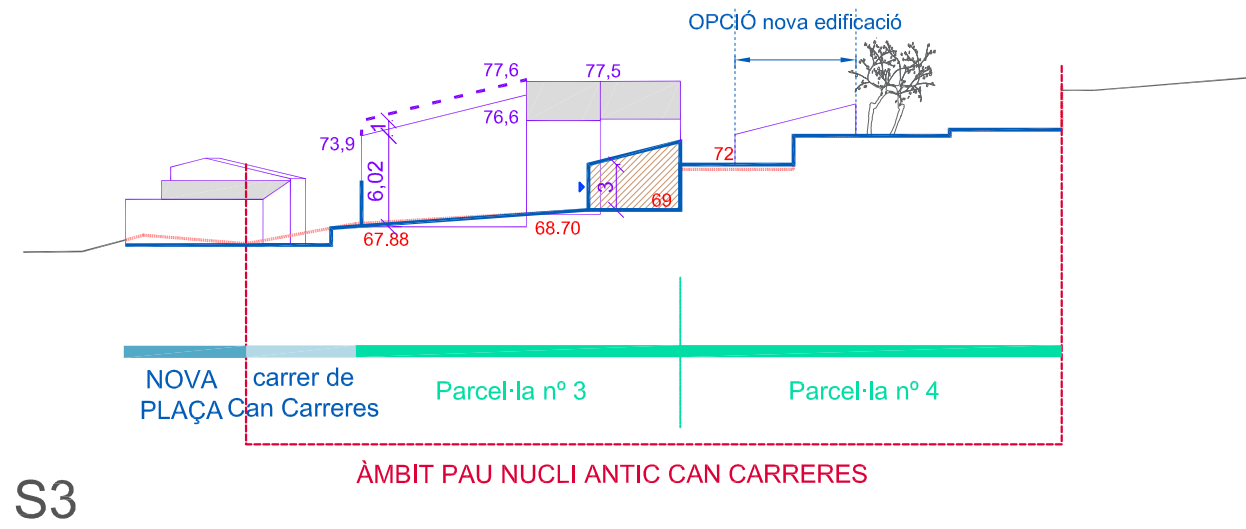 OPCIÓ nova edificació
77,6
77,5
76,6
1
73,9
6,02
72
3
69
67.88
68.70
NOVA
PLAÇA
carrer de
Can Carreres
Parcel·la nº 3
Parcel·la nº 4
ÀMBIT PAU NUCLI ANTIC CAN CARRERES
S3